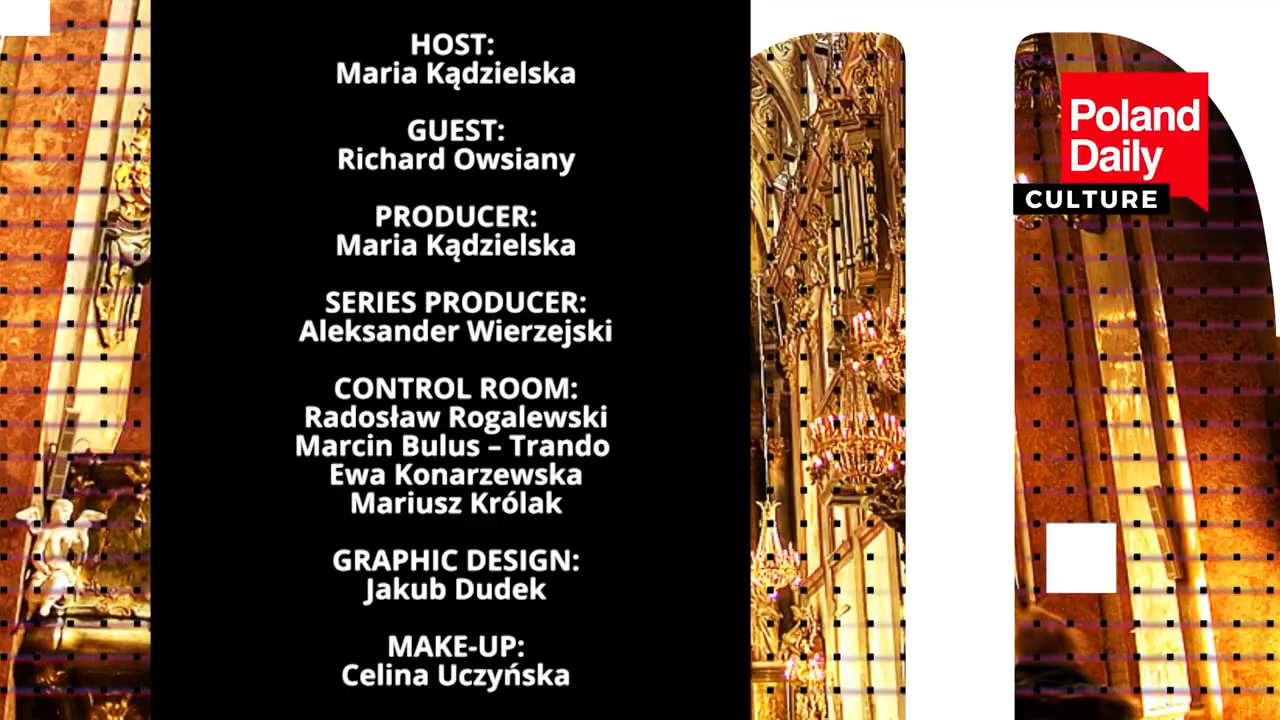 HOST:
Maria Kądzielska
GUEST:
Richard Owsiany
PRODUCER:
Maria Kądzielska
SERIES PRODUCER:
Aleksander Wierzejski
CONTROL ROOM:
Radosław Rogalewski
Marcin Bulus – Trando
Ewa Konarzewska
Mariusz Królak
GRAPHIC DESIGN:
Jakub Dudek
MAKE-UP:
Celina Uczyńska
Poland
Daily
CULTURE